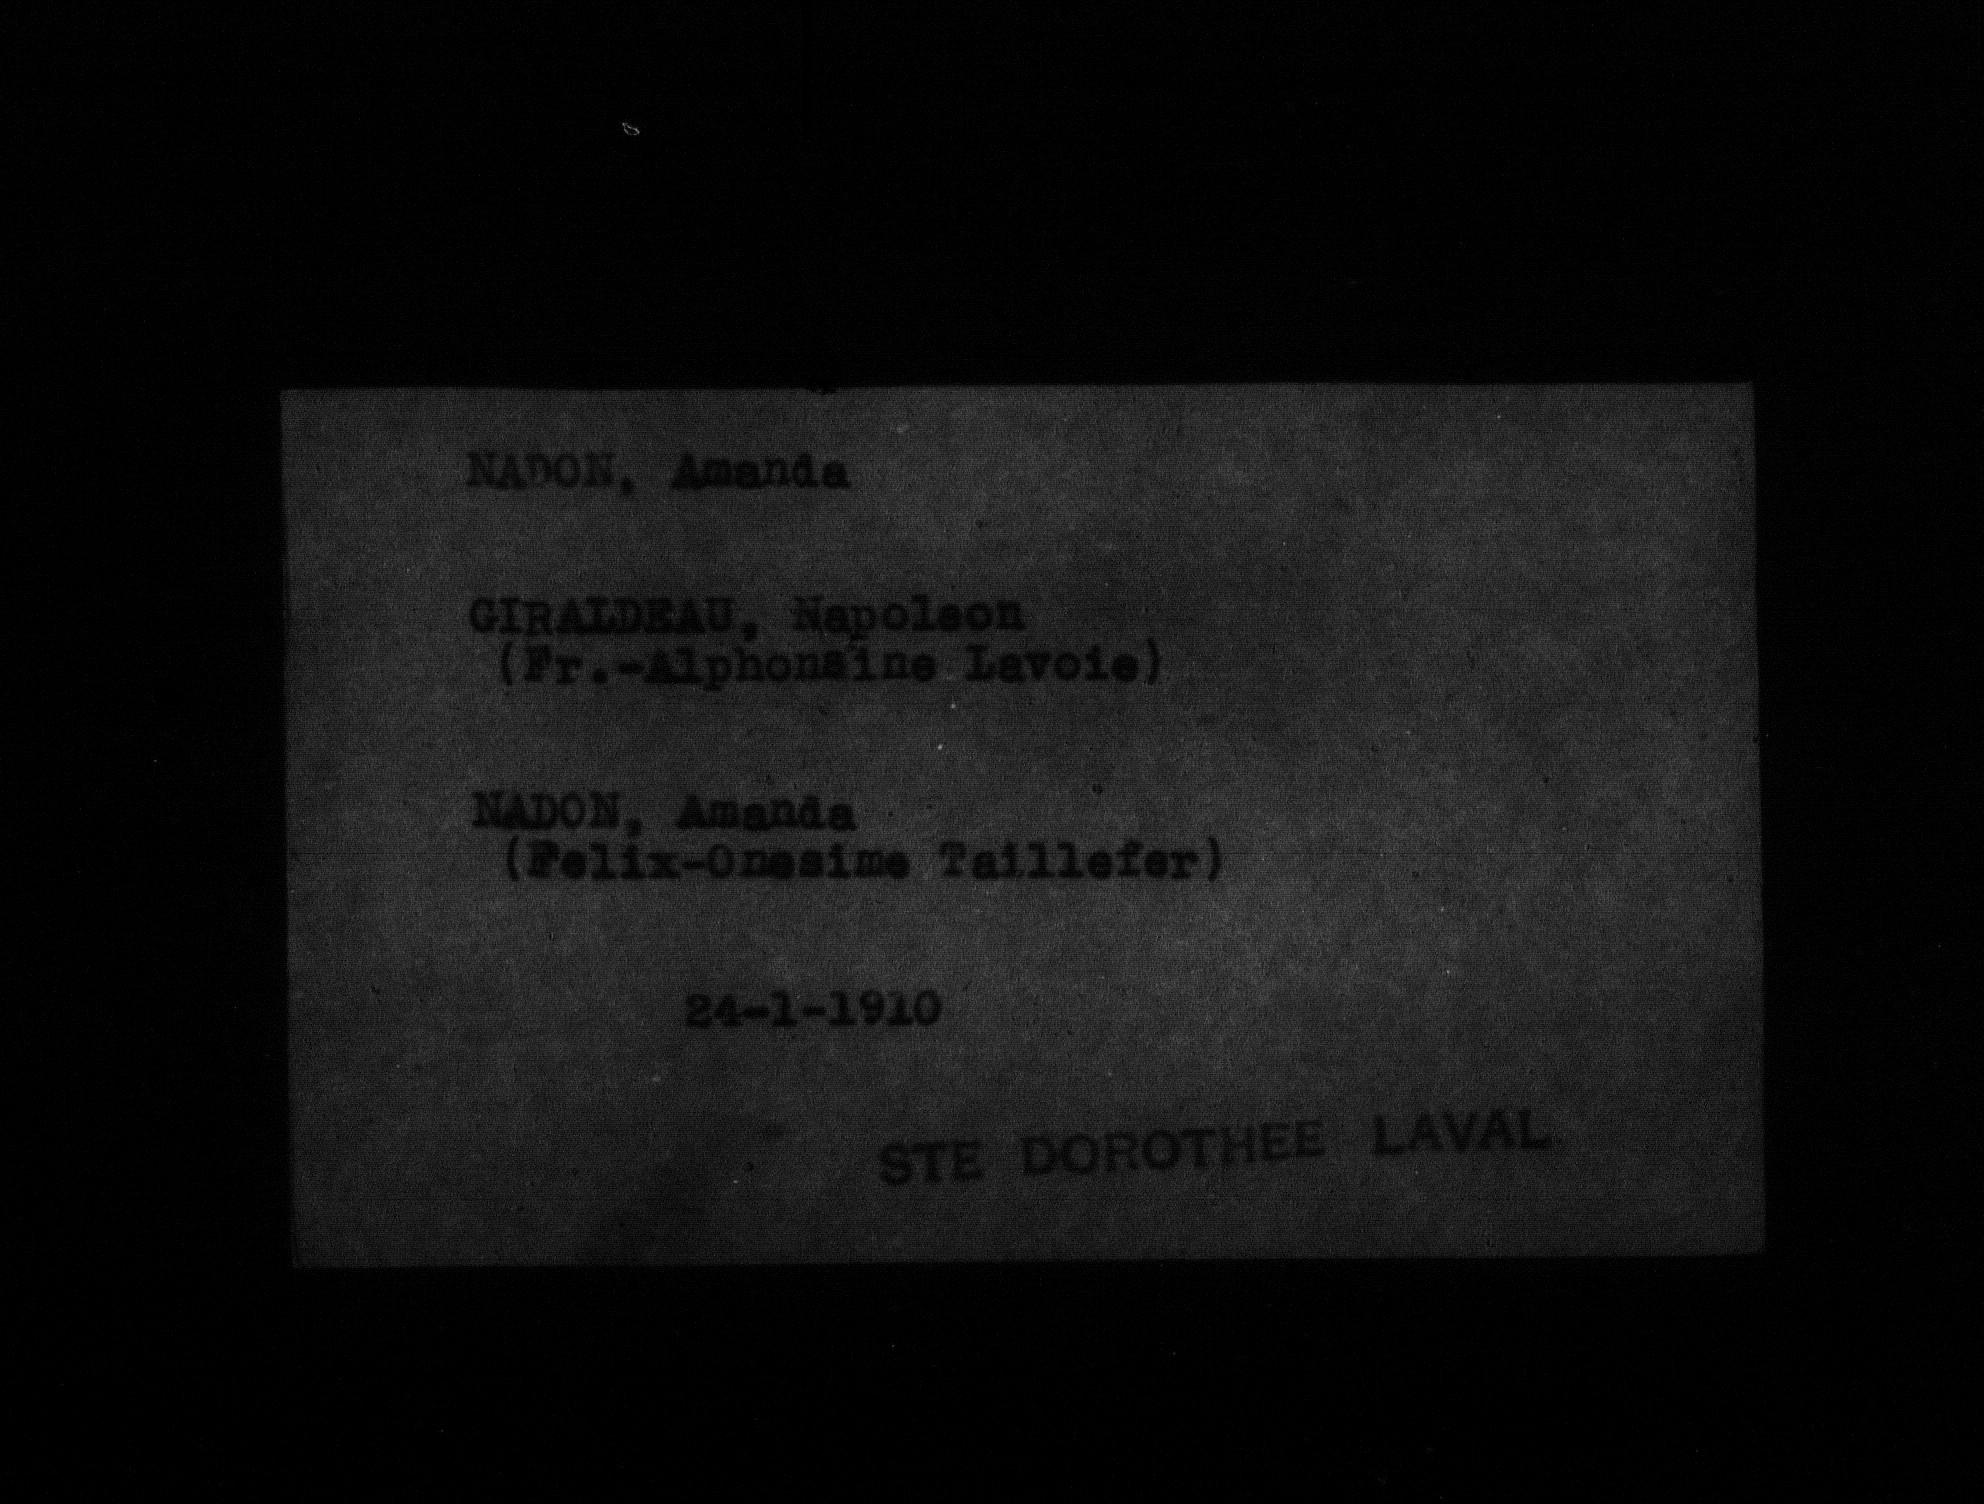 NADON, Amanda
GIRALDEAU, Napoleon
(Fr.-Alphonsine Lavoie)
NADON, Amanda
(Felix-Onesime Taillefer)
24-1-1910
STE DOROTHEE LAVAL